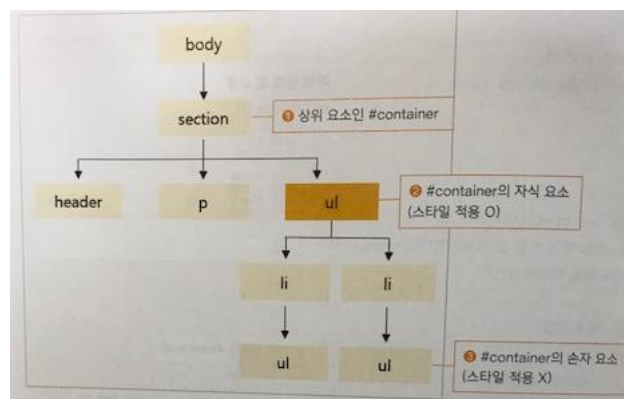 body
section
❶ 상위 요소인 #container
header
p
ul
❷ #container의 자식 요소
(스타일 적용 O)
li
li
ul
ul
❸ #container의 손자 요소
(스타일 적용 X)